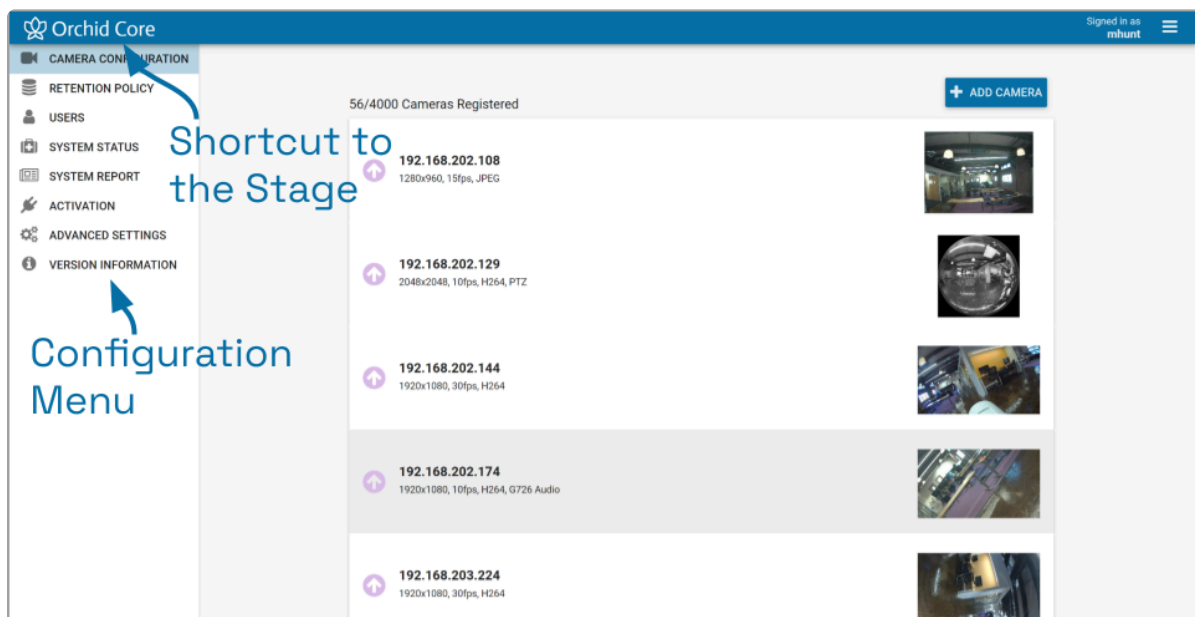 Orchid Core
Signed in as
mhunt
CAMERA CONFIGURATION
RETENTION POLICY
USERS
SYSTEM STATUS
SYSTEM REPORT
ACTIVATION
ADVANCED SETTINGS
VERSION INFORMATION
Shortcut to
the Stage
Configuration
Menu
56/4000 Cameras Registered
+ ADD CAMERA
192.168.202.108
1280x960, 15fps, JPEG
192.168.202.129
2048x2048, 10fps, H264, PTZ
192.168.202.144
1920x1080, 30fps, H264
192.168.202.174
1920x1080, 10fps, H264, G726 Audio
192.168.203.224
1920x1080, 30fps, H264